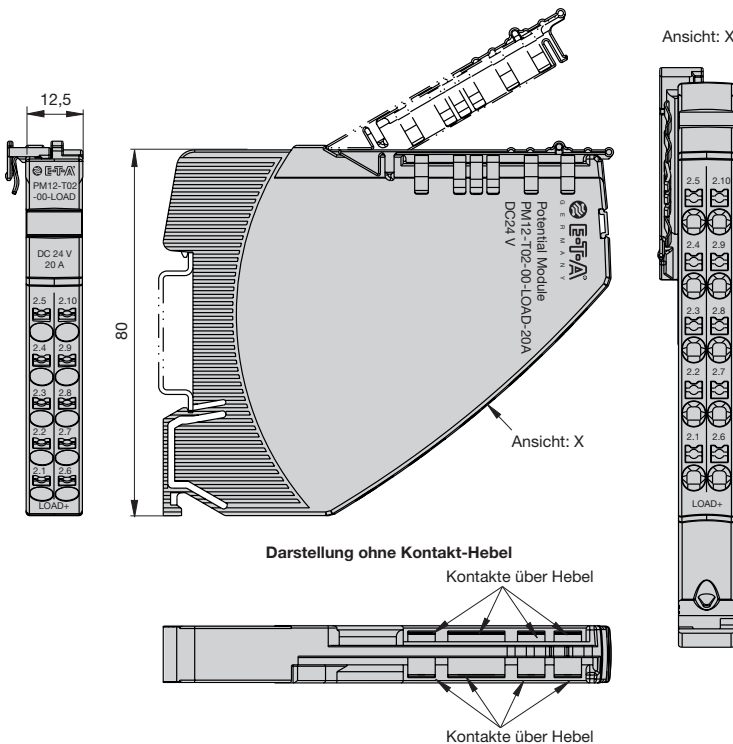 Ansicht: X
12,5
E-T-A
PM12-T02
-00-LOAD
DC 24 V
20 A
2.5 2.10
2.4 2.9
2.3 2.8
2.2 2.7
2.1 2.6
LOAD+
80
E-T-A
GERMANY
Potential Module
PM12-T02-00-LOAD-20A
DC24 V
Ansicht: X
2.5 2.10
2.4 2.9
2.3 2.8
2.2 2.7
2.1 2.6
LOAD+
Darstellung ohne Kontakt-Hebel
Kontakte über Hebel
Kontakte über Hebel